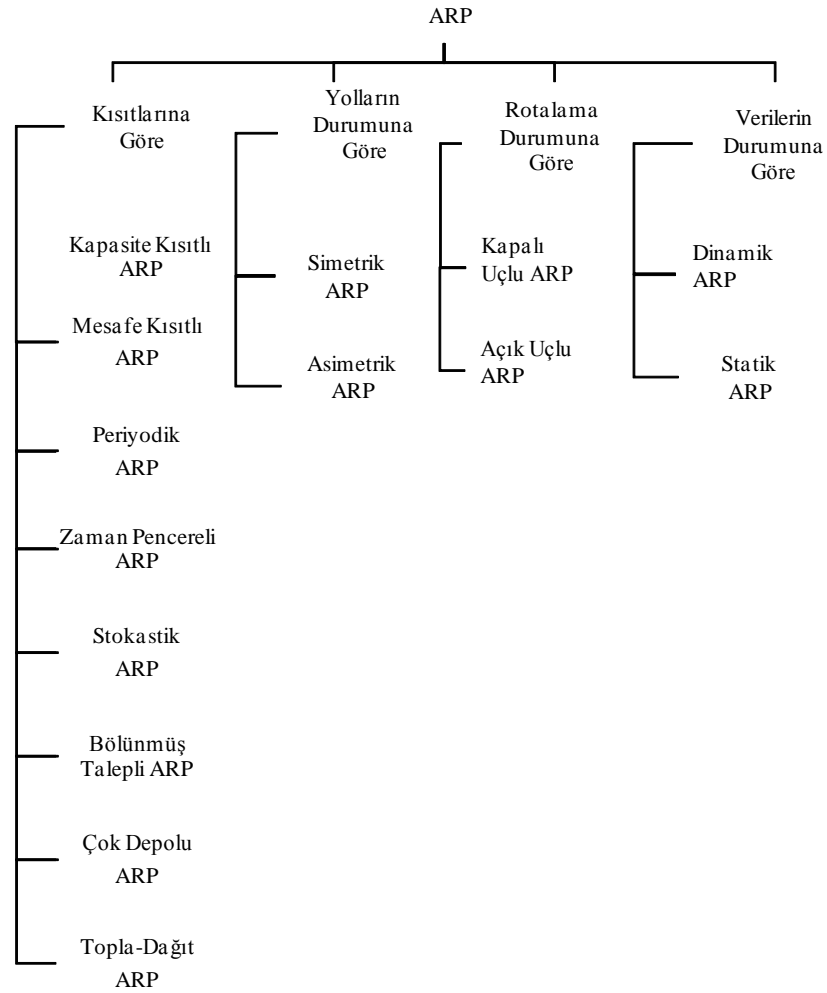 ARP
Kısıtlarına
Göre
Kapasite Kısıtlı
ARP
Mesafe Kısıtlı
ARP
Periyodik
ARP
Zaman Pencereli
ARP
Stokastik
ARP
Bölünmüş
Talepli ARP
Çok Depolu
ARP
Topla-Dağıt
ARP
Yolların
Durumuna
Göre
Simetrik
ARP
Asimetrik
ARP
Rotalama
Durumuna
Göre
Kapalı
Uçlu ARP
Açık Uçlu
ARP
Verilerin
Durumuna
Göre
Dinamik
ARP
Statik
ARP